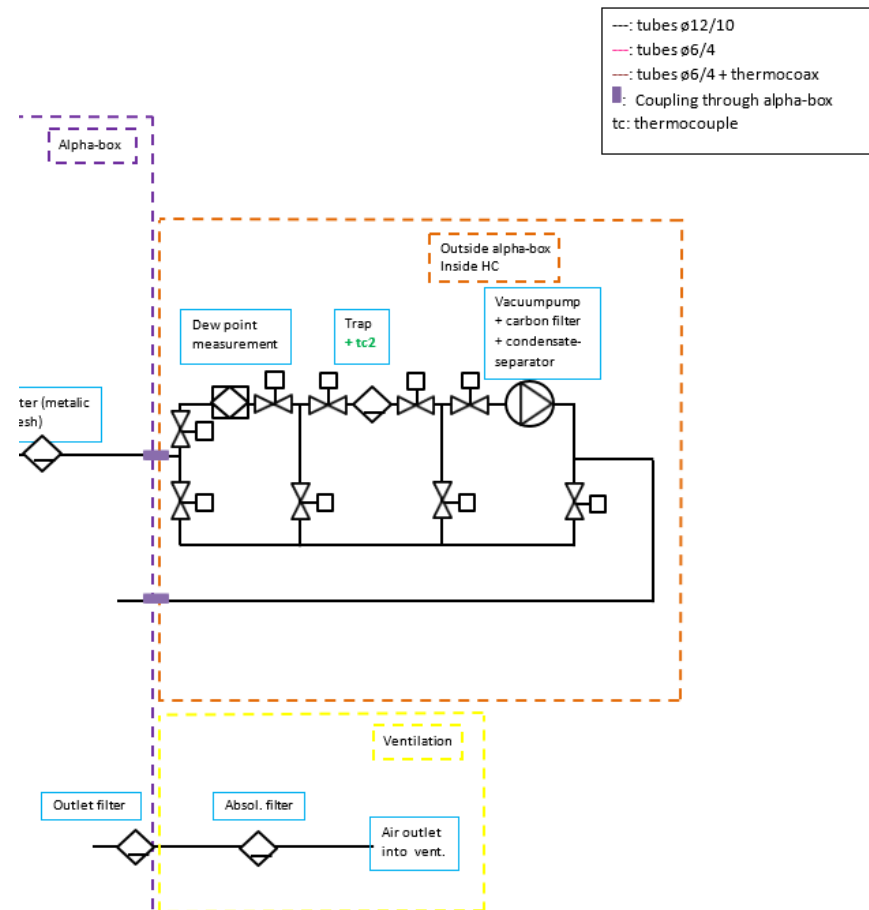 ---: tubes ø12/10
---: tubes ø6/4
---: tubes ø6/4 + thermocoax
: Coupling through alpha-box
tc: thermocouple
Alpha-box
Outside alpha-box
Inside HC
Dew point
measurement
Trap
+ tc2
Vacuumpump
+ carbon filter
+ condensate-
separator
ter (metalic
esh)
Ventilation
Outlet filter
Absol. filter
Air outlet
into vent.